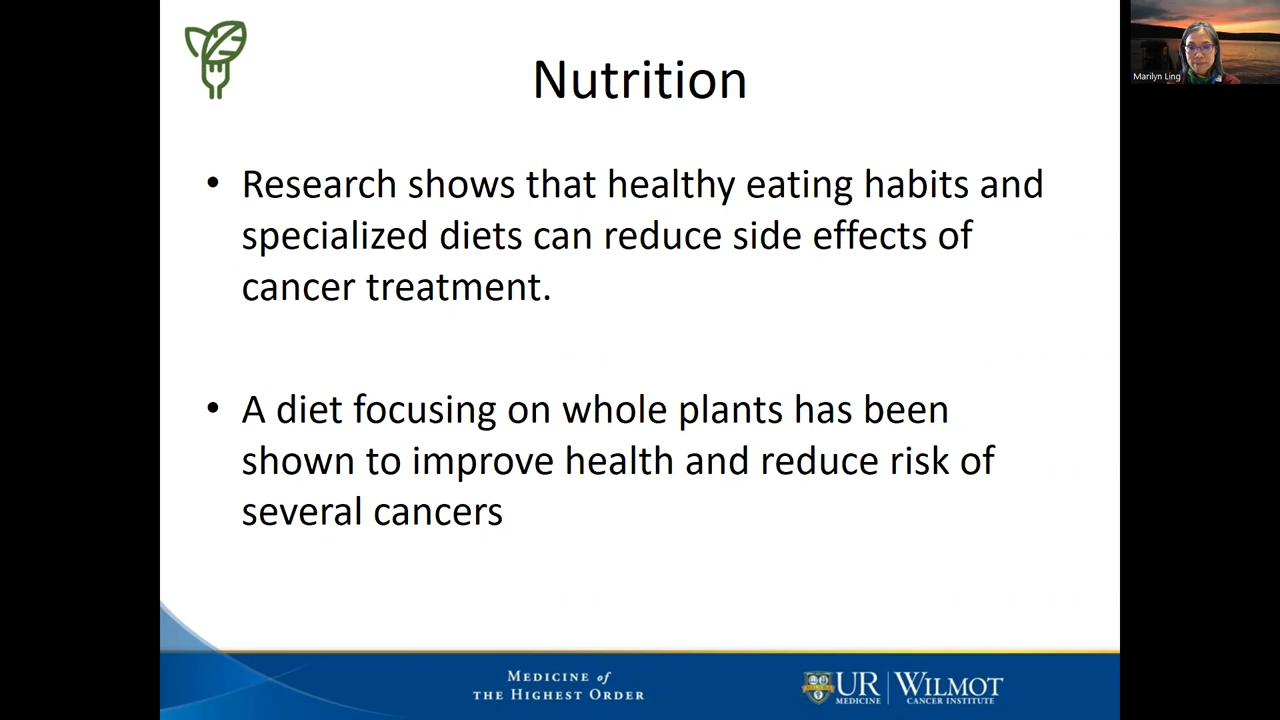 Nutrition
Marilyn Ling
• Research shows that healthy eating habits and
specialized diets can reduce side effects of
cancer treatment.
• A diet focusing on whole plants has been
shown to improve health and reduce risk of
several cancers
MEDICINE of
THE HIGHEST ORDER
UR
MEDICINE
WILMOT
CANCER INSTITUTE